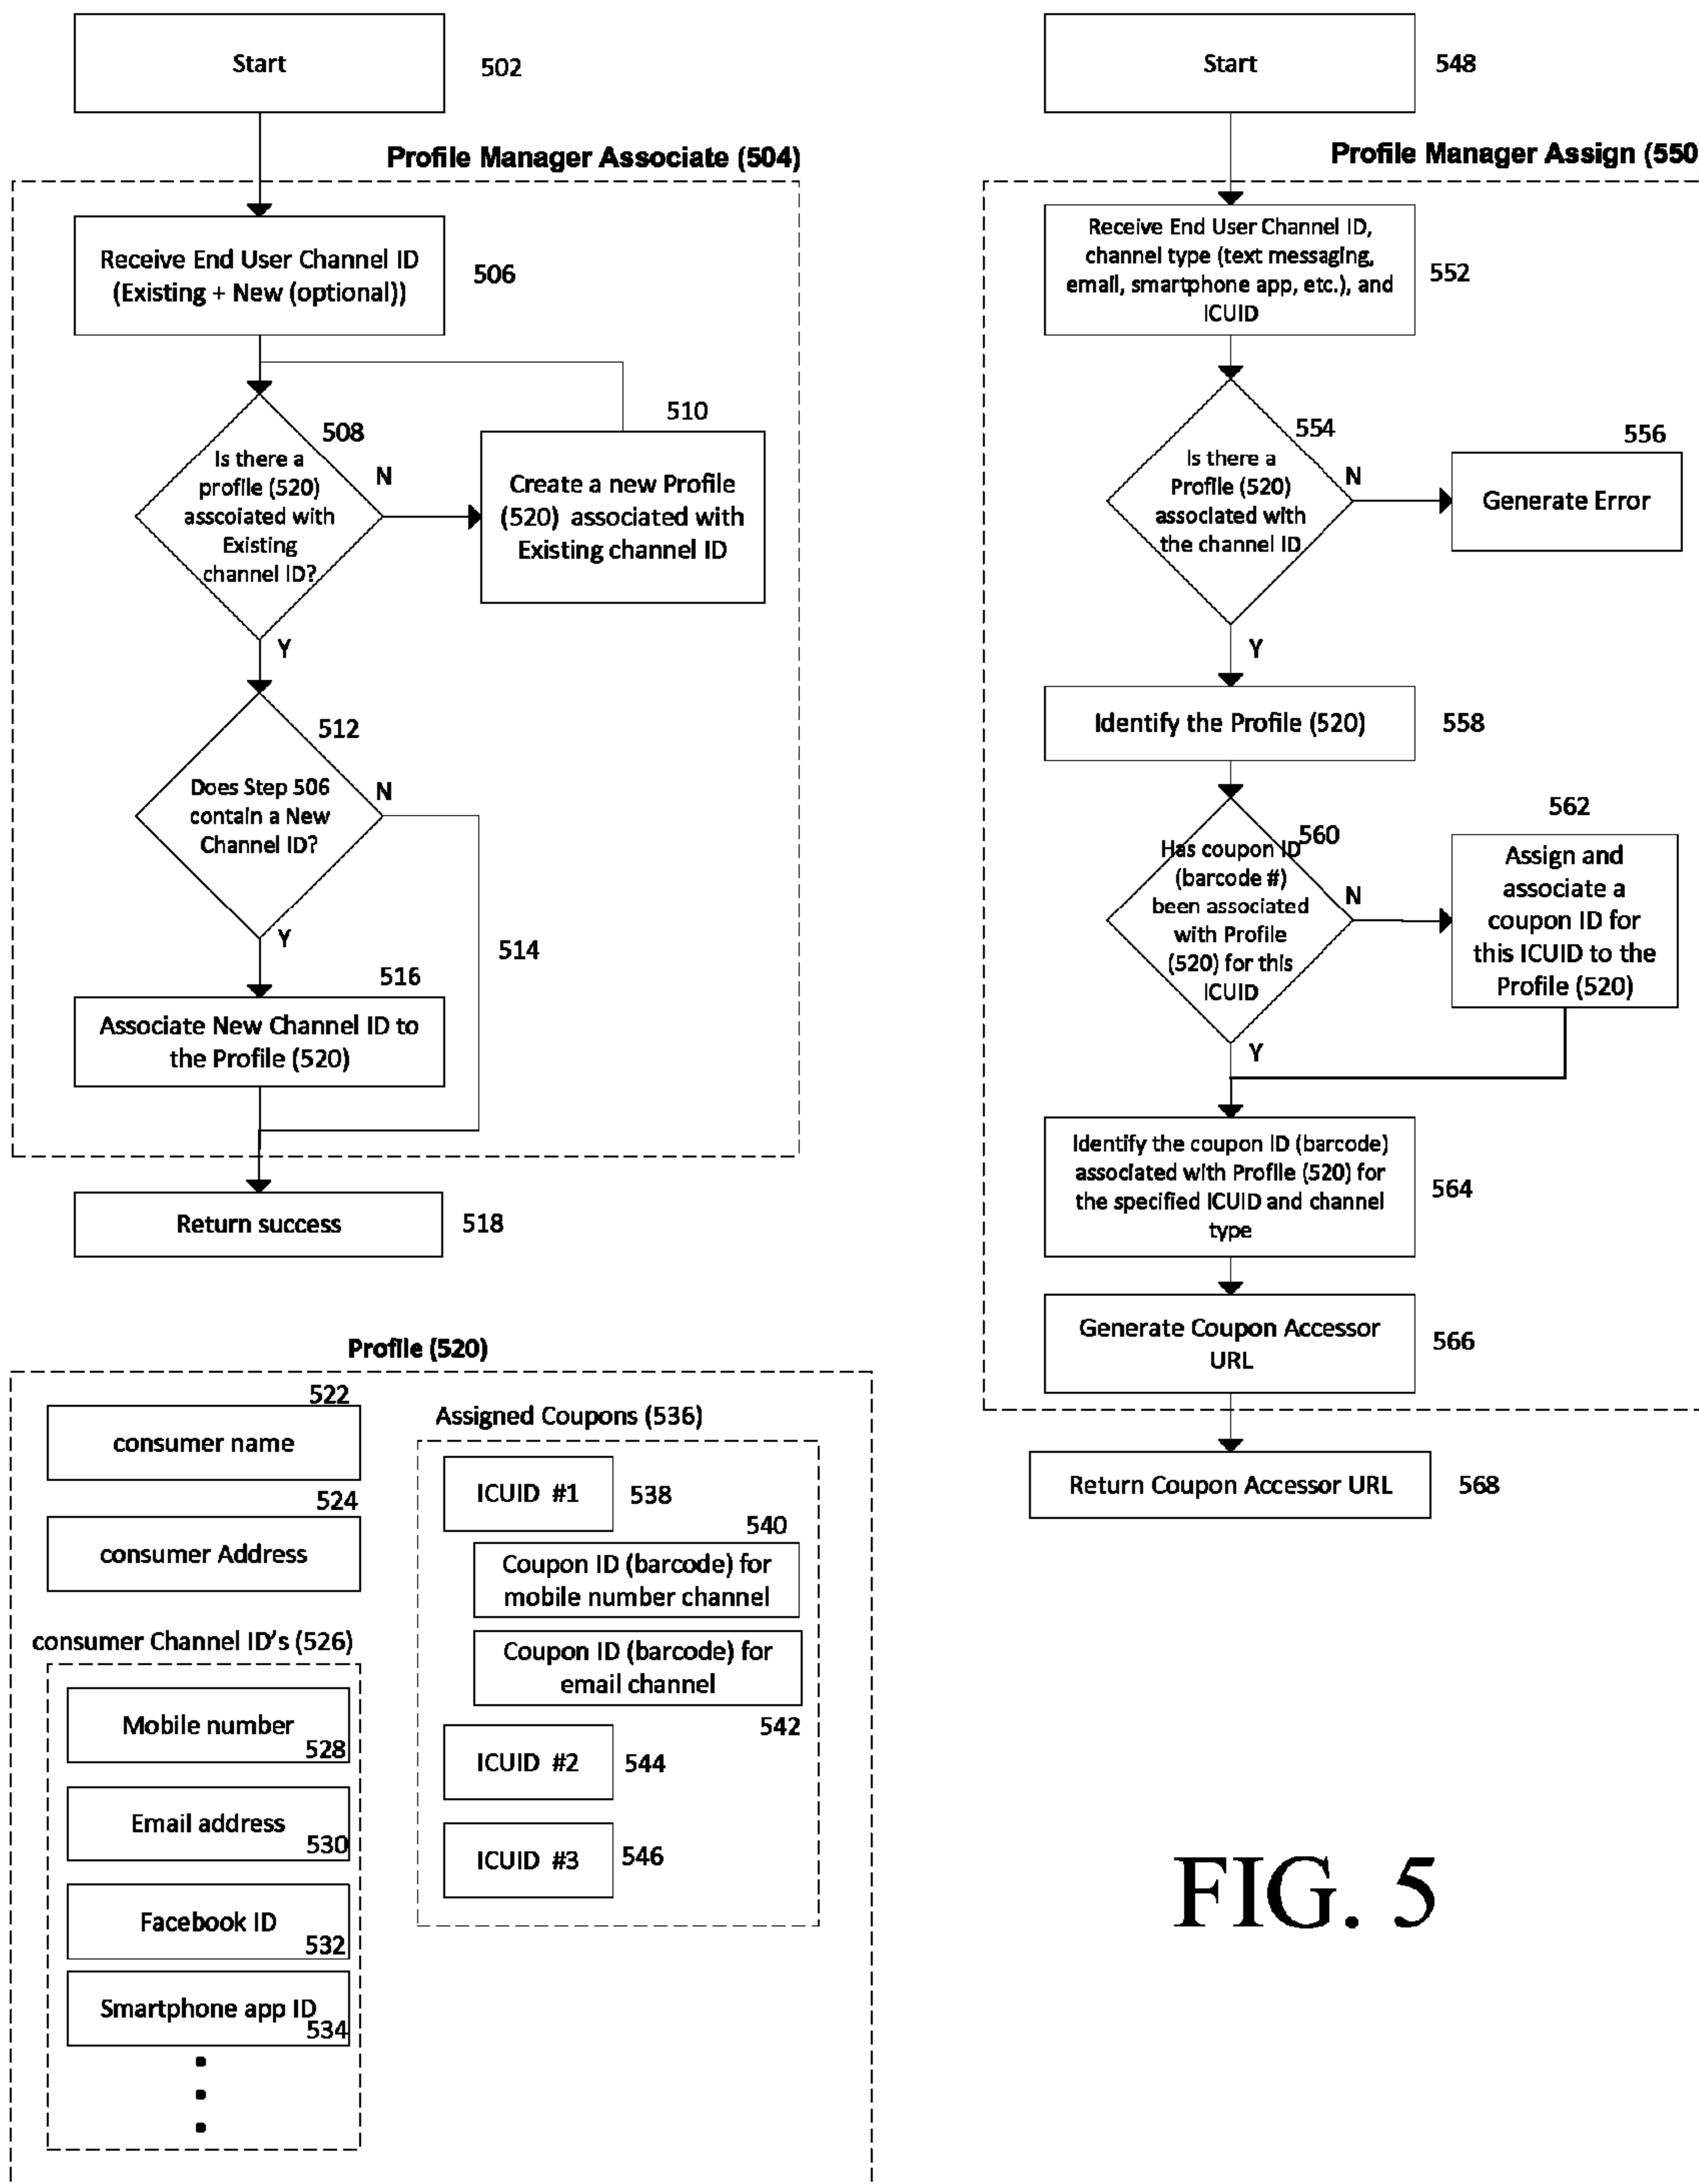 Start
502
Profile Manager Associate (504)
Receive End User Channel ID
(Existing + New (optional))
506
508
Is there a
profile (520)
asscoiated with
Existing
channel ID?
N
510
Create a new Profile
(520) associated with
Existing channel ID
Y
512
Does Step 506
contain a New
Channel ID?
N
514
Y
516
Associate New Channel ID to
the Profile (520)
Return success
518
Start
548
Profile Manager Assign (550)
Receive End User Channel ID,
channel type (text messaging,
email, smartphone app, etc.), and
ICUID
552
554
Is there a
Profile (520)
associated with
the channel ID
N
556
Generate Error
Y
Identify the Profile (520)
558
560
Has coupon ID
(barcode #)
been associated
with Profile
(520) for this
ICUID
N
562
Assign and
associate a
coupon ID for
this ICUID to the
Profile (520)
Y
Identify the coupon ID (barcode)
associated with Profile (520) for
the specified ICUID and channel
type
564
Generate Coupon Accessor
URL
566
Return Coupon Accessor URL
568
Profile (520)
522
consumer name
524
consumer Address
consumer Channel ID's (526)
Mobile number
528
Email address
530
Facebook ID
532
Smartphone app ID
534
Assigned Coupons (536)
ICUID #1
538
540
Coupon ID (barcode) for
mobile number channel
Coupon ID (barcode) for
email channel
542
ICUID #2
544
ICUID #3
546
FIG. 5